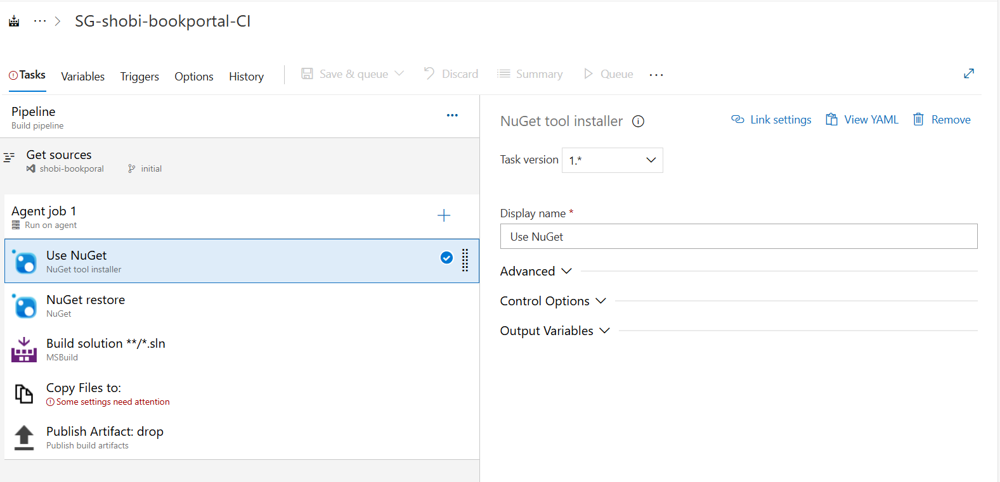 ··· > SG-shobi-bookportal-CI
Tasks Variables Triggers Options History Save & queue Discard Summary Queue ···
Pipeline ···
Build pipeline
Get sources
shobi-bookporal initial
Agent job 1
Run on agent
Use NuGet
NuGet tool installer
NuGet restore
NuGet
Build solution **/*.sln
MSBuild
Copy Files to:
Some settings need attention
Publish Artifact: drop
Publish build artifacts
NuGet tool installer Link settings View YAML Remove
Task version 1.*
Display name *
Use NuGet
Advanced
Control Options
Output Variables